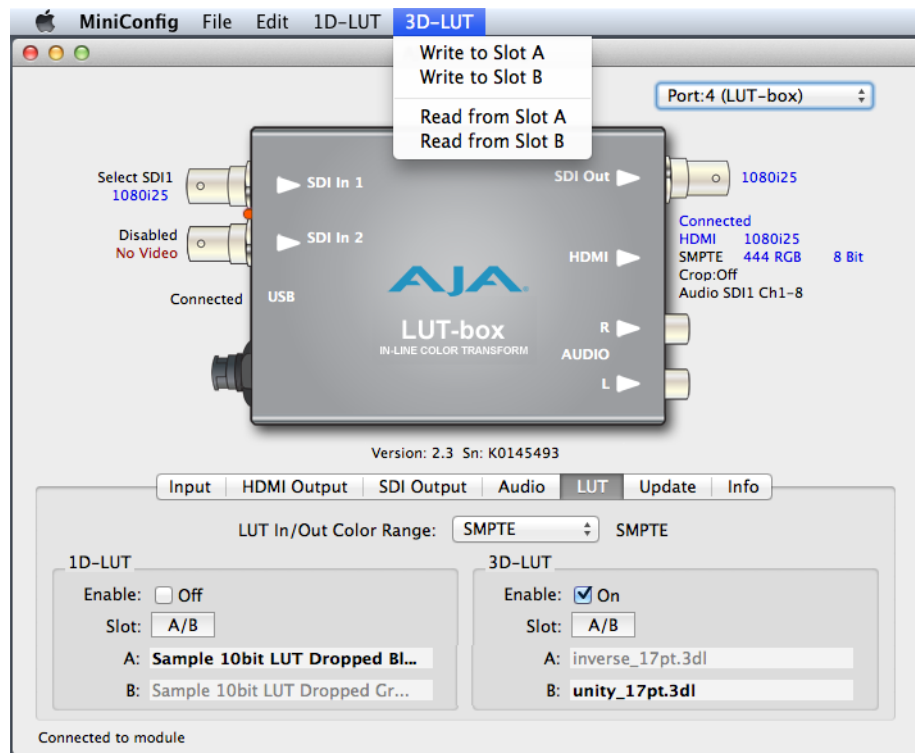 MiniConfig File Edit 1D-LUT 3D-LUT
Write to Slot A
Write to Slot B
Read from Slot A
Read from Slot B
Port:4 (LUT-box)
Select SDI1
1080i25
SDI In 1
SDI Out
1080i25
Disabled
No Video
SDI In 2
HDMI
Connected
HDMI 1080i25
SMPTE 444 RGB 8 Bit
Crop:Off
Audio SDI1 Ch1-8
Connected
USB
AJA
LUT-box
IN-LINE COLOR TRANSFORM
R
AUDIO
L
Version: 2.3 Sn: K0145493
Input HDMI Output SDI Output Audio LUT Update Info
LUT In/Out Color Range: SMPTE SMPTE
1D-LUT
Enable: Off
Slot: A/B
A: Sample 10bit LUT Dropped Bl...
B: Sample 10bit LUT Dropped Gr...
3D-LUT
Enable: On
Slot: A/B
A: inverse_17pt.3dl
B: unity_17pt.3dl
Connected to module